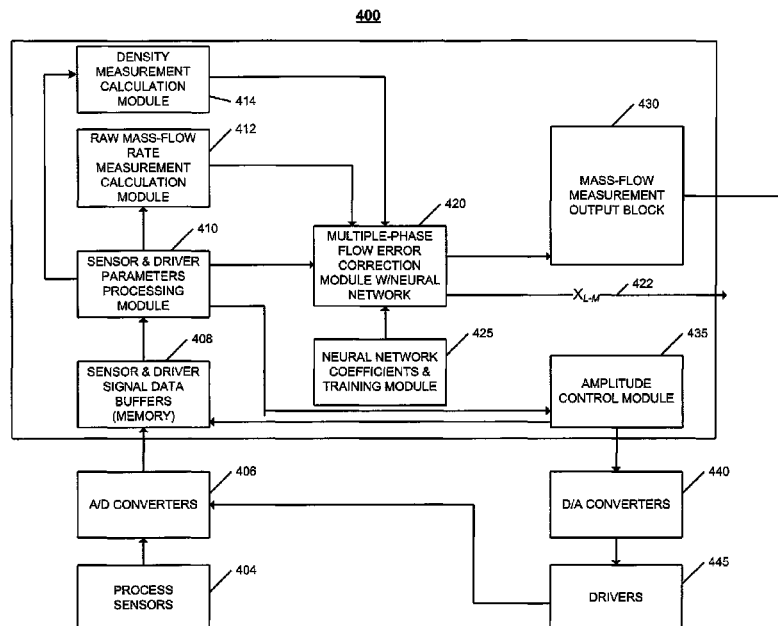 400
DENSITY
MEASUREMENT
CALCULATION
MODULE
414
412
RAW MASS-FLOW
RATE
MEASUREMENT
CALCULATION
MODULE
430
MASS-FLOW
MEASUREMENT
OUTPUT BLOCK
410
SENSOR & DRIVER
PARAMETERS
PROCESSING
MODULE
420
MULTIPLE-PHASE
FLOW ERROR
CORRECTION
MODULE W/NEURAL
NETWORK
XL-M
422
408
SENSOR & DRIVER
SIGNAL DATA
BUFFERS
(MEMORY)
425
NEURAL NETWORK
COEFFICIENTS &
TRAINING MODULE
435
AMPLITUDE
CONTROL MODULE
406
A/D CONVERTERS
440
D/A CONVERTERS
404
PROCESS
SENSORS
445
DRIVERS